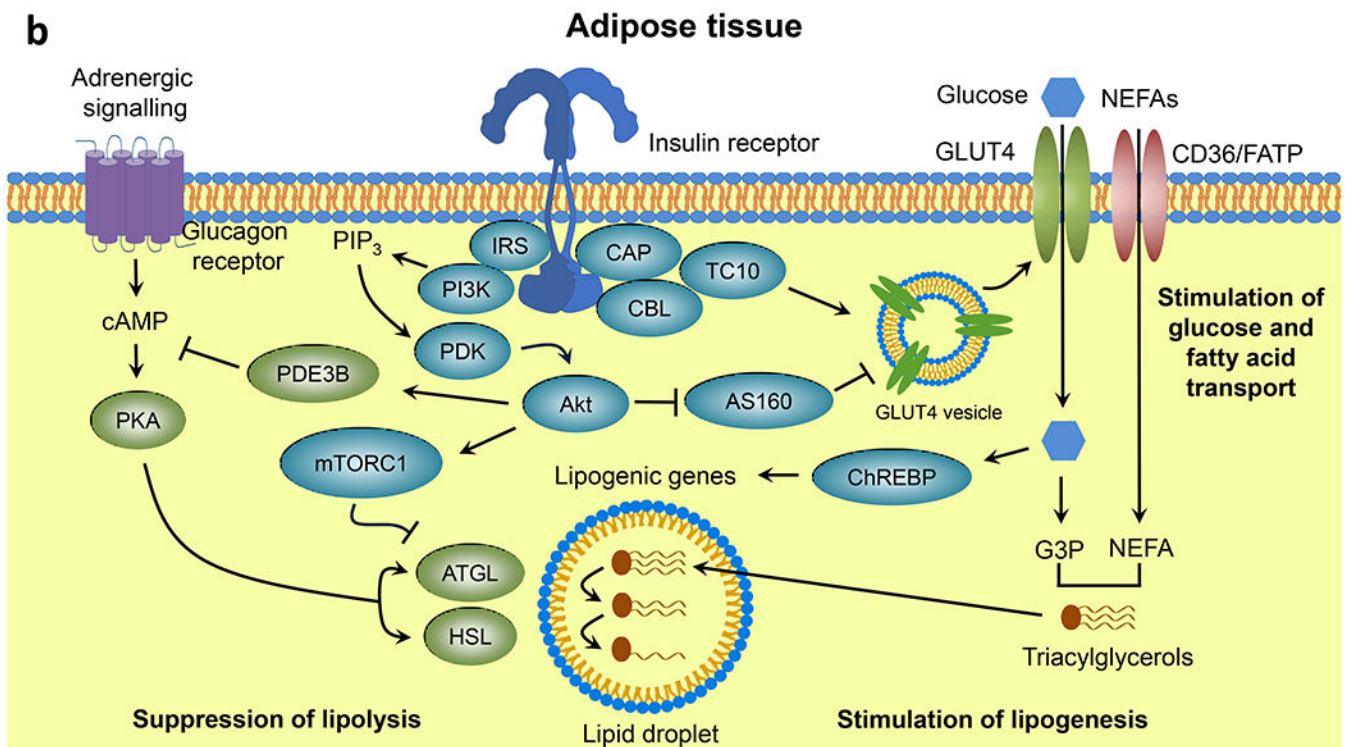 b
Adipose tissue
Adrenergic
signalling
Glucagon
receptor
cAMP
PKA
PDE3B
PIP3
IRS
PI3K
PDK
Akt
mTORC1
Insulin receptor
CAP
CBL
TC10
AS160
GLUT4 vesicle
Glucose
NEFAs
GLUT4
CD36/FATP
Stimulation of
glucose and
fatty acid
transport
Lipogenic genes
ChREBP
G3P
NEFA
Triacylglycerols
ATGL
HSL
Suppression of lipolysis
Lipid droplet
Stimulation of lipogenesis